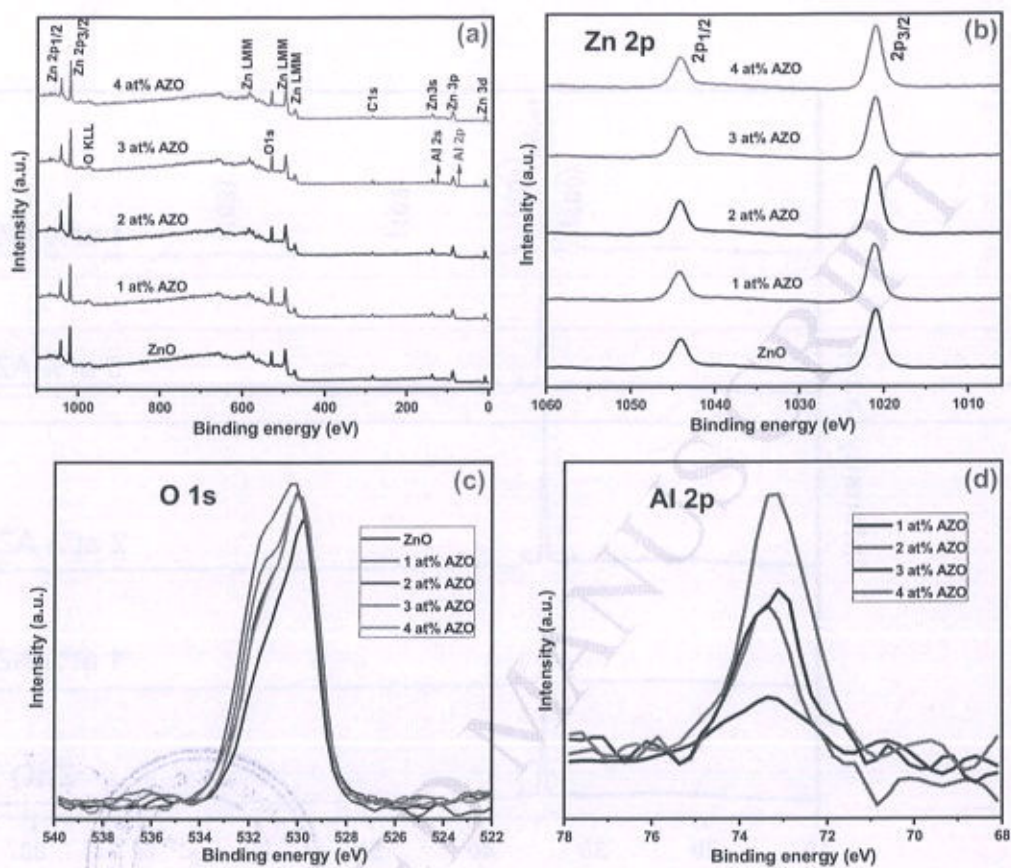 (a)
Zn 2p1/2
Zn 2p3/2
Zn LMM
Zn LMM
Zn LMM
C1s
Zn3s
Zn 3p
Zn 3d
4 at% AZO
O KLL
3 at% AZO
O1s
Al 2s
Al 2p
2 at% AZO
1 at% AZO
ZnO
Intensity (a.u.)
1000 800 600 400 200 0
Binding energy (eV)
(b)
Zn 2p
2p1/2
2p3/2
4 at% AZO
3 at% AZO
2 at% AZO
1 at% AZO
ZnO
Intensity (a.u.)
1060 1050 1040 1030 1020 1010
Binding energy (eV)
(c)
O 1s
ZnO
1 at% AZO
2 at% AZO
3 at% AZO
4 at% AZO
Intensity (a.u.)
540 538 536 534 532 530 528 526 524 522
Binding energy (eV)
(d)
Al 2p
1 at% AZO
2 at% AZO
3 at% AZO
4 at% AZO
Intensity (a.u.)
78 76 74 72 70 68
Binding energy (eV)
D MANUSCRIPT